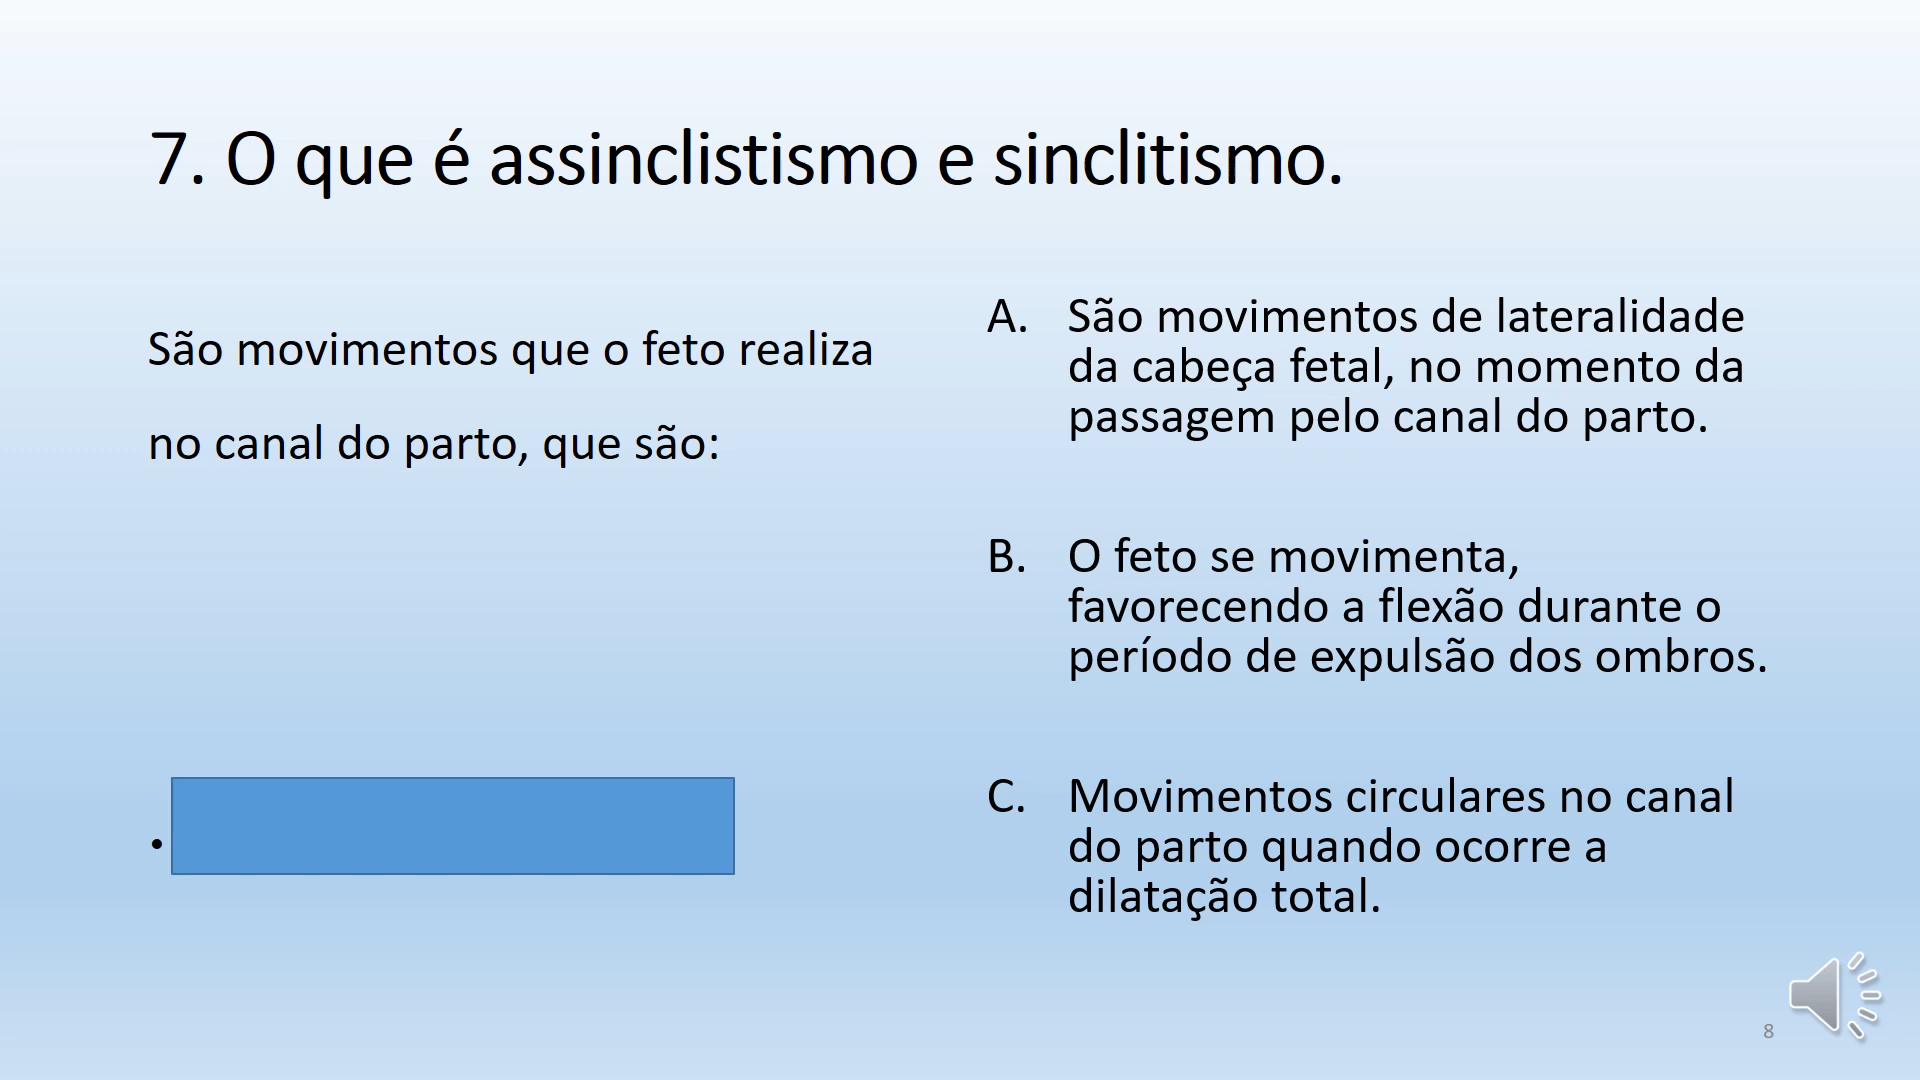 7. O que é assinclistismo e sinclitismo.
São movimentos que o feto realiza
no canal do parto, que são:
•
A. São movimentos de lateralidade
da cabeça fetal, no momento da
passagem pelo canal do parto.
B. O feto se movimenta,
favorecendo a flexão durante o
período de expulsão dos ombros.
C. Movimentos circulares no canal
do parto quando ocorre a
dilatação total.
8